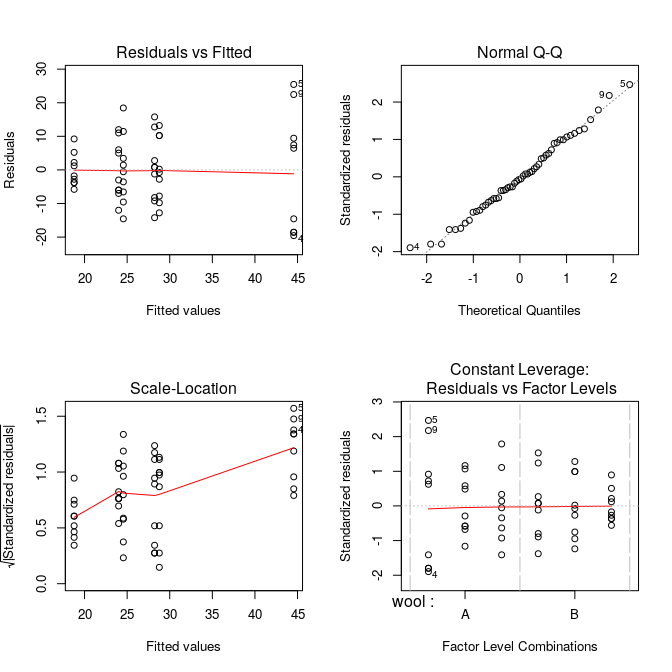 Residuals vs Fitted
Residuals
30
20
10
0
-10
-20
5
9
4
20 25 30 35 40 45
Fitted values
Normal Q-Q
Standardized residuals
2
1
0
-1
-2
9
5
4
-2 -1 0 1 2
Theoretical Quantiles
Scale-Location
√|Standardized residuals|
1.5
1.0
0.5
0.0
5
9
4
20 25 30 35 40 45
Fitted values
Constant Leverage:
Residuals vs Factor Levels
Standardized residuals
3
2
1
0
-1
-2
5
9
4
wool :
A B
Factor Level Combinations